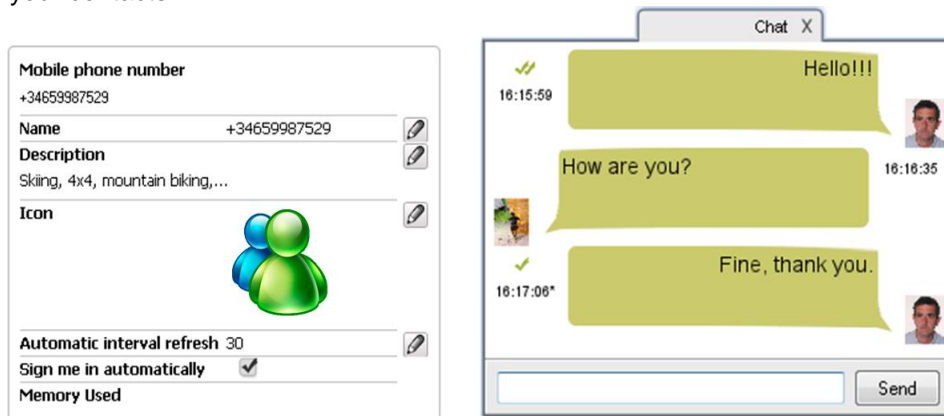 Mobile phone number
+34659987529
Name +34659987529
Description
Skiing, 4x4, mountain biking,...
Icon
Automatic interval refresh 30
Sign me in automatically
Memory Used
Chat X
Hello!!!
16:15:59
How are you?
16:16:35
Fine, thank you.
16:17:06*
Send